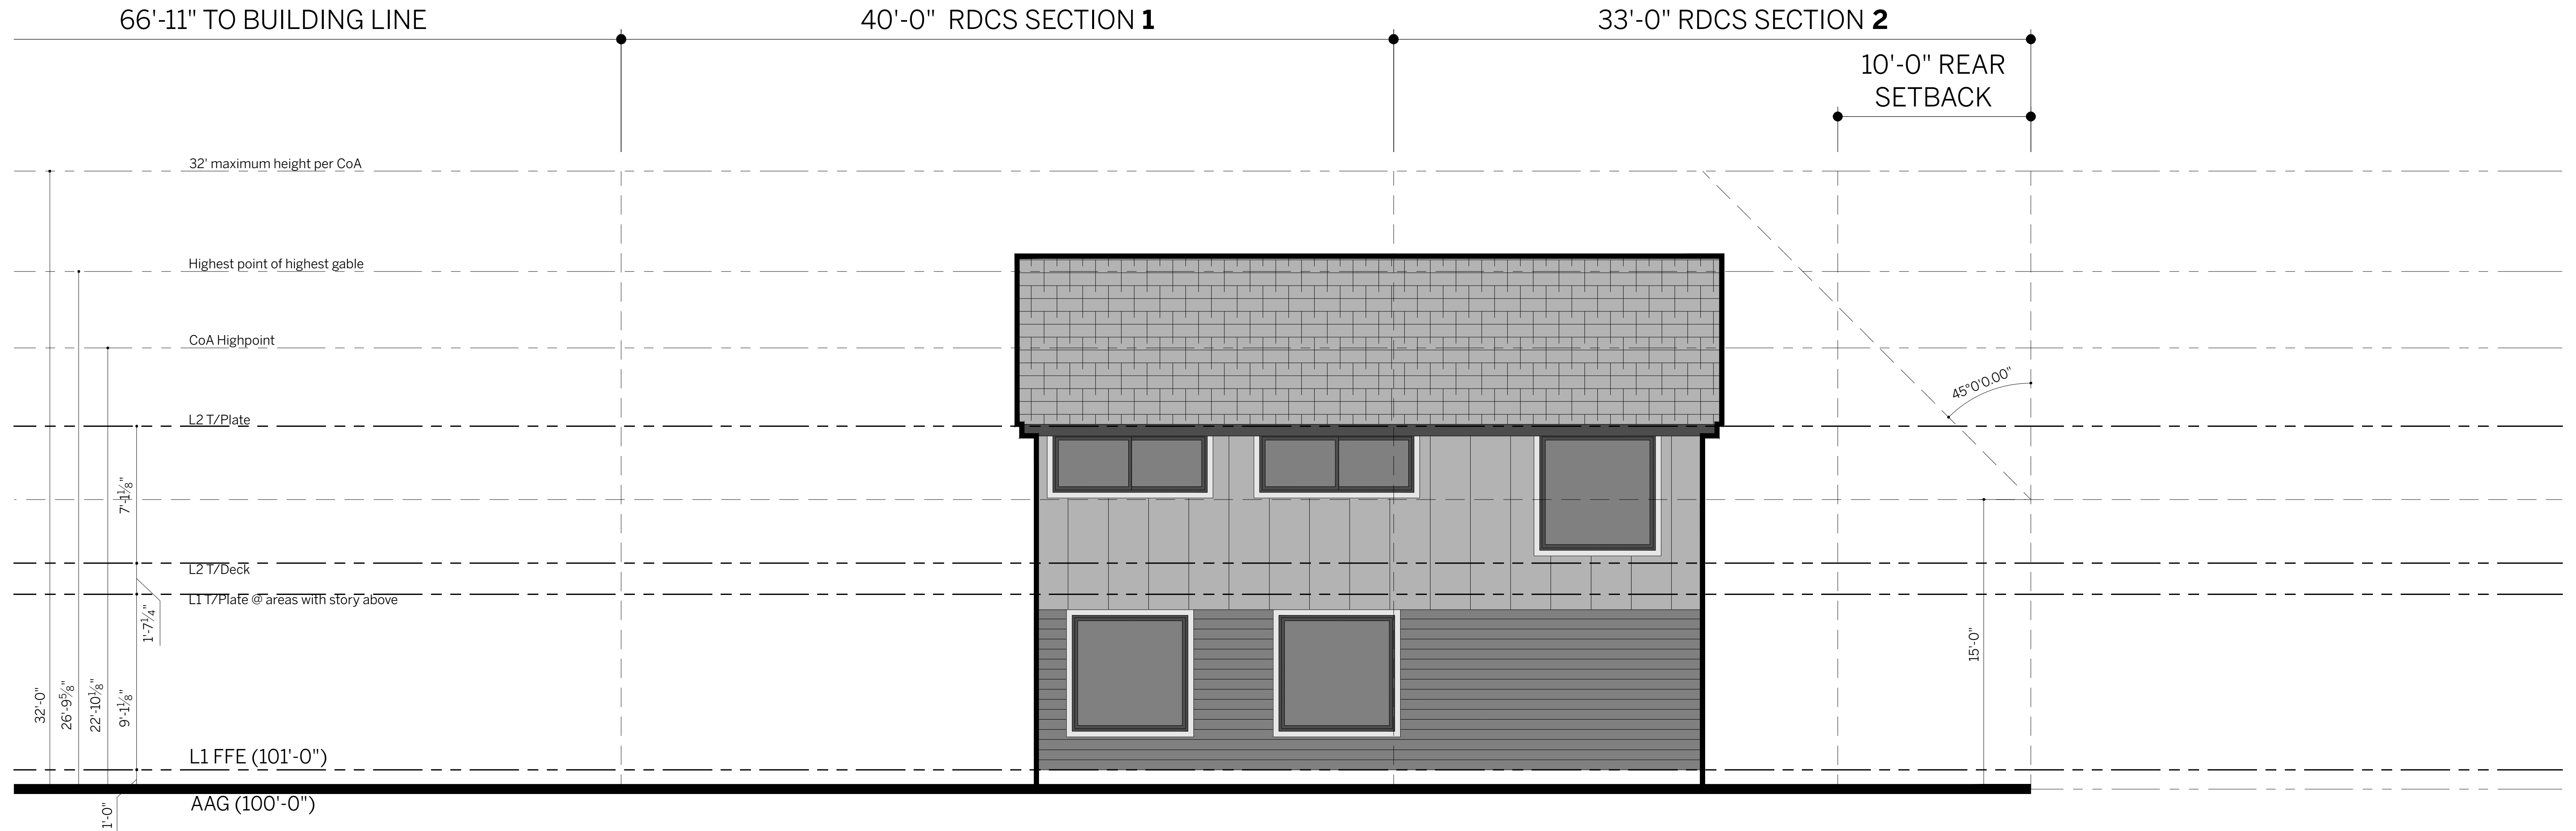 66'-11" TO BUILDING LINE
40'-0" RDCS SECTION 1
33'-0" RDCS SECTION 2
10'-0" REAR
SETBACK
32' maximum height per CoA
Highest point of highest gable
CoA Highpoint
45°0'0.00"
L2 T/Plate
7'-1⅛"
L2 T/Deck
L1 T/Plate @ areas with story above
1'-7¼"
15'-0"
32'-0"
26'-9⅝"
22'-10⅛"
9'-1⅛"
L1 FFE (101'-0")
AAG (100'-0")
1'-0"